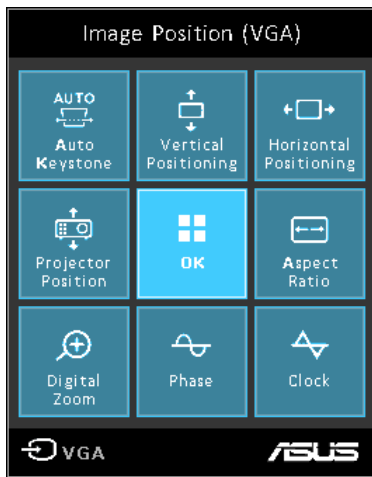 Image Position (VGA)
AUTO
Auto
Keystone
Vertical
Positioning
Horizontal
Positioning
Projector
Position
OK
Aspect
Ratio
Digital
Zoom
Phase
Clock
VGA
ASUS